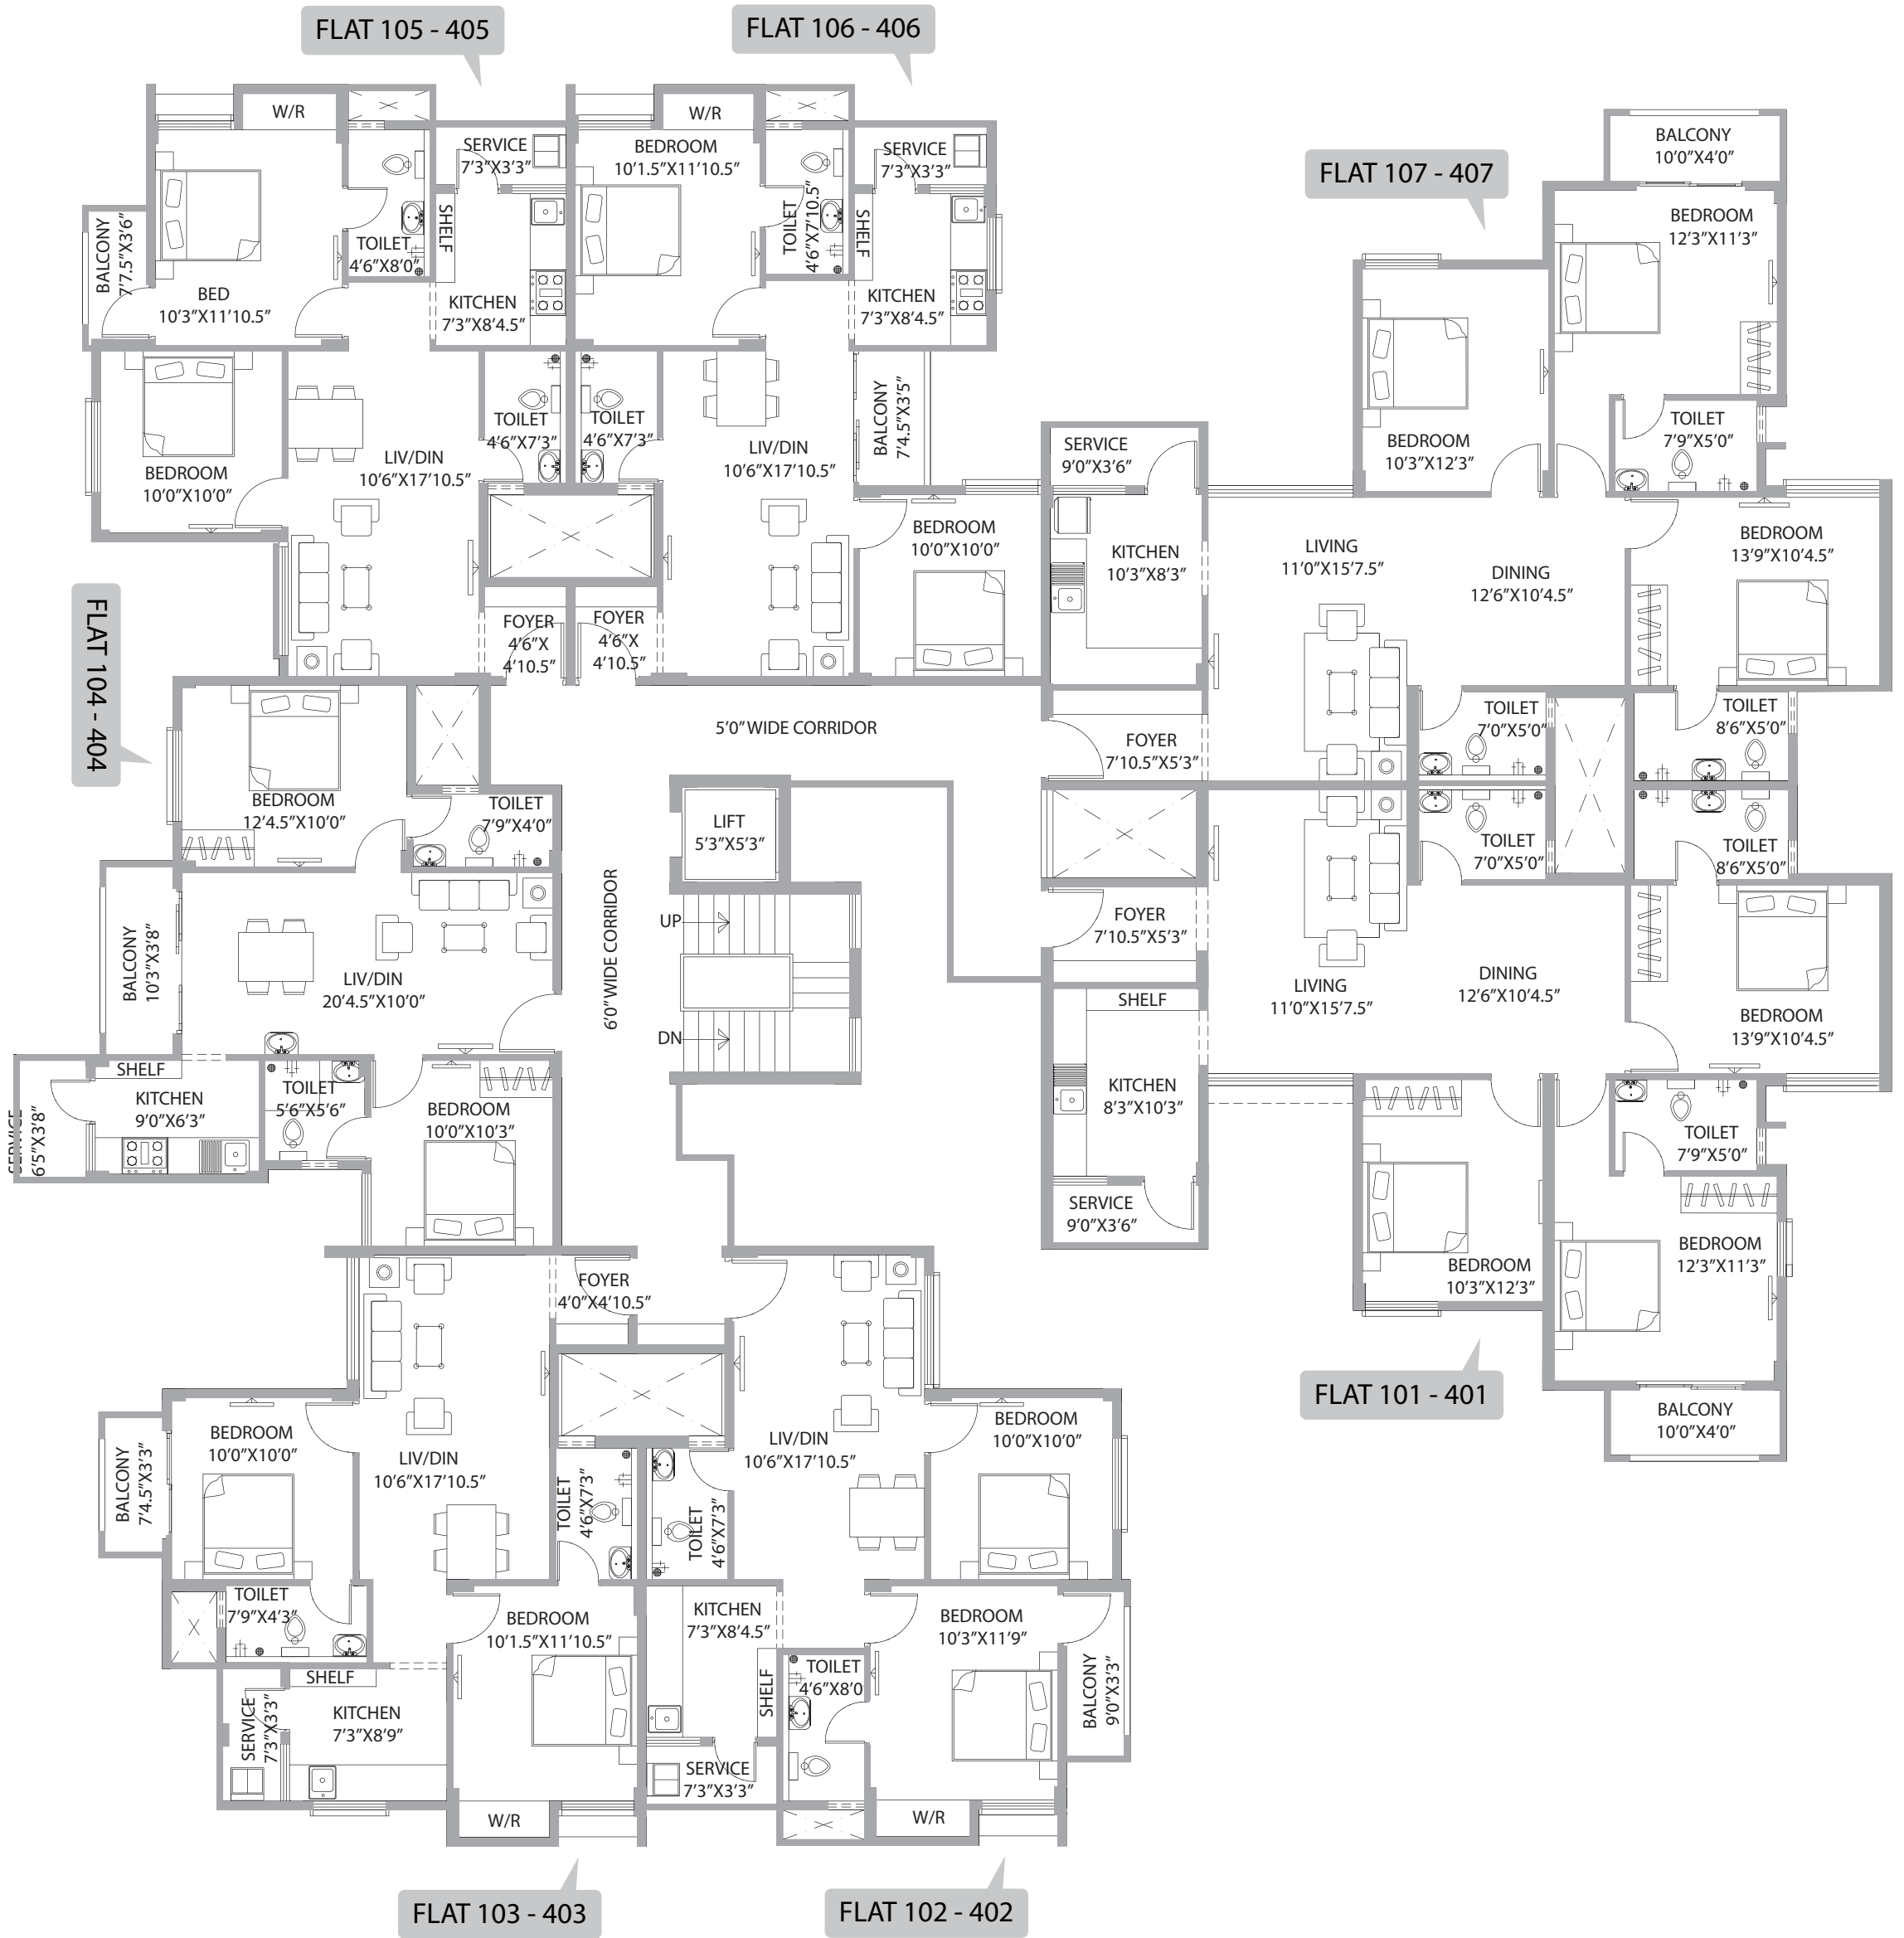 FLAT 105 - 405
FLAT 106 - 406
W/R
SERVICE
7'3"X3'3"
TOILET
4'6"X8'0"
SHELF
BALCONY
7'7.5"X3'6"
BED
10'3"X11'10.5"
KITCHEN
7'3"X8'4.5"
BEDROOM
10'0"X10'0"
LIV/DIN
10'6"X17'10.5"
TOILET
4'6"X7'3"
FOYER
4'6"X
4'10.5"
W/R
BEDROOM
10'1.5"X11'10.5"
SERVICE
7'3"X3'3"
TOILET
4'6"X7'10.5"
SHELF
KITCHEN
7'3"X8'4.5"
TOILET
4'6"X7'3"
LIV/DIN
10'6"X17'10.5"
BALCONY
7'4.5"X3'5"
BEDROOM
10'0"X10'0"
FOYER
4'6"X
4'10.5"
FLAT 107 - 407
BALCONY
10'0"X4'0"
BEDROOM
12'3"X11'3"
BEDROOM
10'3"X12'3"
TOILET
7'9"X5'0"
SERVICE
9'0"X3'6"
KITCHEN
10'3"X8'3"
LIVING
11'0"X15'7.5"
DINING
12'6"X10'4.5"
BEDROOM
13'9"X10'4.5"
TOILET
7'0"X5'0"
TOILET
8'6"X5'0"
FOYER
7'10.5"X5'3"
FLAT 104 - 404
5'0" WIDE CORRIDOR
BEDROOM
12'4.5"X10'0"
TOILET
7'9"X4'0"
LIFT
5'3"X5'3"
UP
DN
6'0" WIDE CORRIDOR
BALCONY
10'3"X3'8"
LIV/DIN
20'4.5"X10'0"
SHELF
KITCHEN
9'0"X6'3"
SERVICE
6'5"X3'8"
TOILET
5'6"X5'6"
BEDROOM
10'0"X10'3"
TOILET
7'0"X5'0"
TOILET
8'6"X5'0"
FOYER
7'10.5"X5'3"
SHELF
LIVING
11'0"X15'7.5"
DINING
12'6"X10'4.5"
BEDROOM
13'9"X10'4.5"
KITCHEN
8'3"X10'3"
SERVICE
9'0"X3'6"
TOILET
7'9"X5'0"
BEDROOM
10'3"X12'3"
BEDROOM
12'3"X11'3"
BALCONY
10'0"X4'0"
FLAT 101 - 401
FOYER
4'0"X4'10.5"
BEDROOM
10'0"X10'0"
LIV/DIN
10'6"X17'10.5"
BALCONY
7'4.5"X3'3"
TOILET
4'6"X7'3"
TOILET
7'9"X4'3"
BEDROOM
10'1.5"X11'10.5"
SHELF
KITCHEN
7'3"X8'9"
SERVICE
7'3"X3'3"
W/R
LIV/DIN
10'6"X17'10.5"
BEDROOM
10'0"X10'0"
TOILET
4'6"X7'3"
KITCHEN
7'3"X8'4.5"
BEDROOM
10'3"X11'9"
TOILET
4'6"X8'0
SHELF
BALCONY
9'0"X3'3"
SERVICE
7'3"X3'3"
W/R
FLAT 103 - 403
FLAT 102 - 402